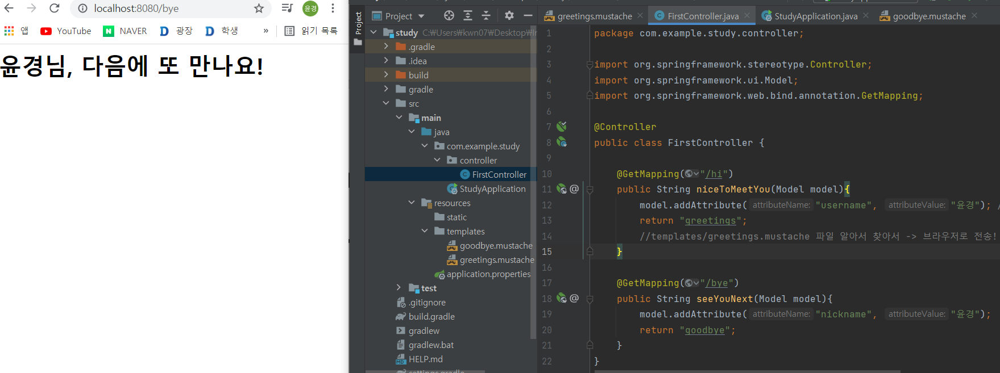 localhost:8080/bye
윤경
앱 YouTube NAVER 광장 학생 » 읽기 목록
윤경님, 다음에 또 만나요!
Project
Project
study C:￦Users￦kwn07￦Desktop￦
.gradle
.idea
build
gradle
src
main
java
com.example.study
controller
FirstController
StudyApplication
resources
static
templates
goodbye.mustache
greetings.mustache
application.properties
test
.gitignore
build.gradle
gradlew
gradlew.bat
HELP.md
settings.gradle
greetings.mustache FirstController.java StudyApplication.java goodbye.mustache
1 package com.example.study.controller;
2
3 import org.springframework.stereotype.Controller;
4 import org.springframework.ui.Model;
5 import org.springframework.web.bind.annotation.GetMapping;
6
7 @Controller
8 public class FirstController {
9
10 @GetMapping("/hi")
11 @ public String niceToMeetYou(Model model){
12 model.addAttribute( attributeName: "username", attributeValue: "윤경"); /
13 return "greetings";
14 //templates/greetings.mustache 파일 알아서 찾아서 -> 브라우저로 전송!
15 }
16
17 @GetMapping("/bye")
18 @ public String seeYouNext(Model model){
19 model.addAttribute( attributeName: "nickname", attributeValue: "윤경");
20 return "goodbye";
21 }
22 }